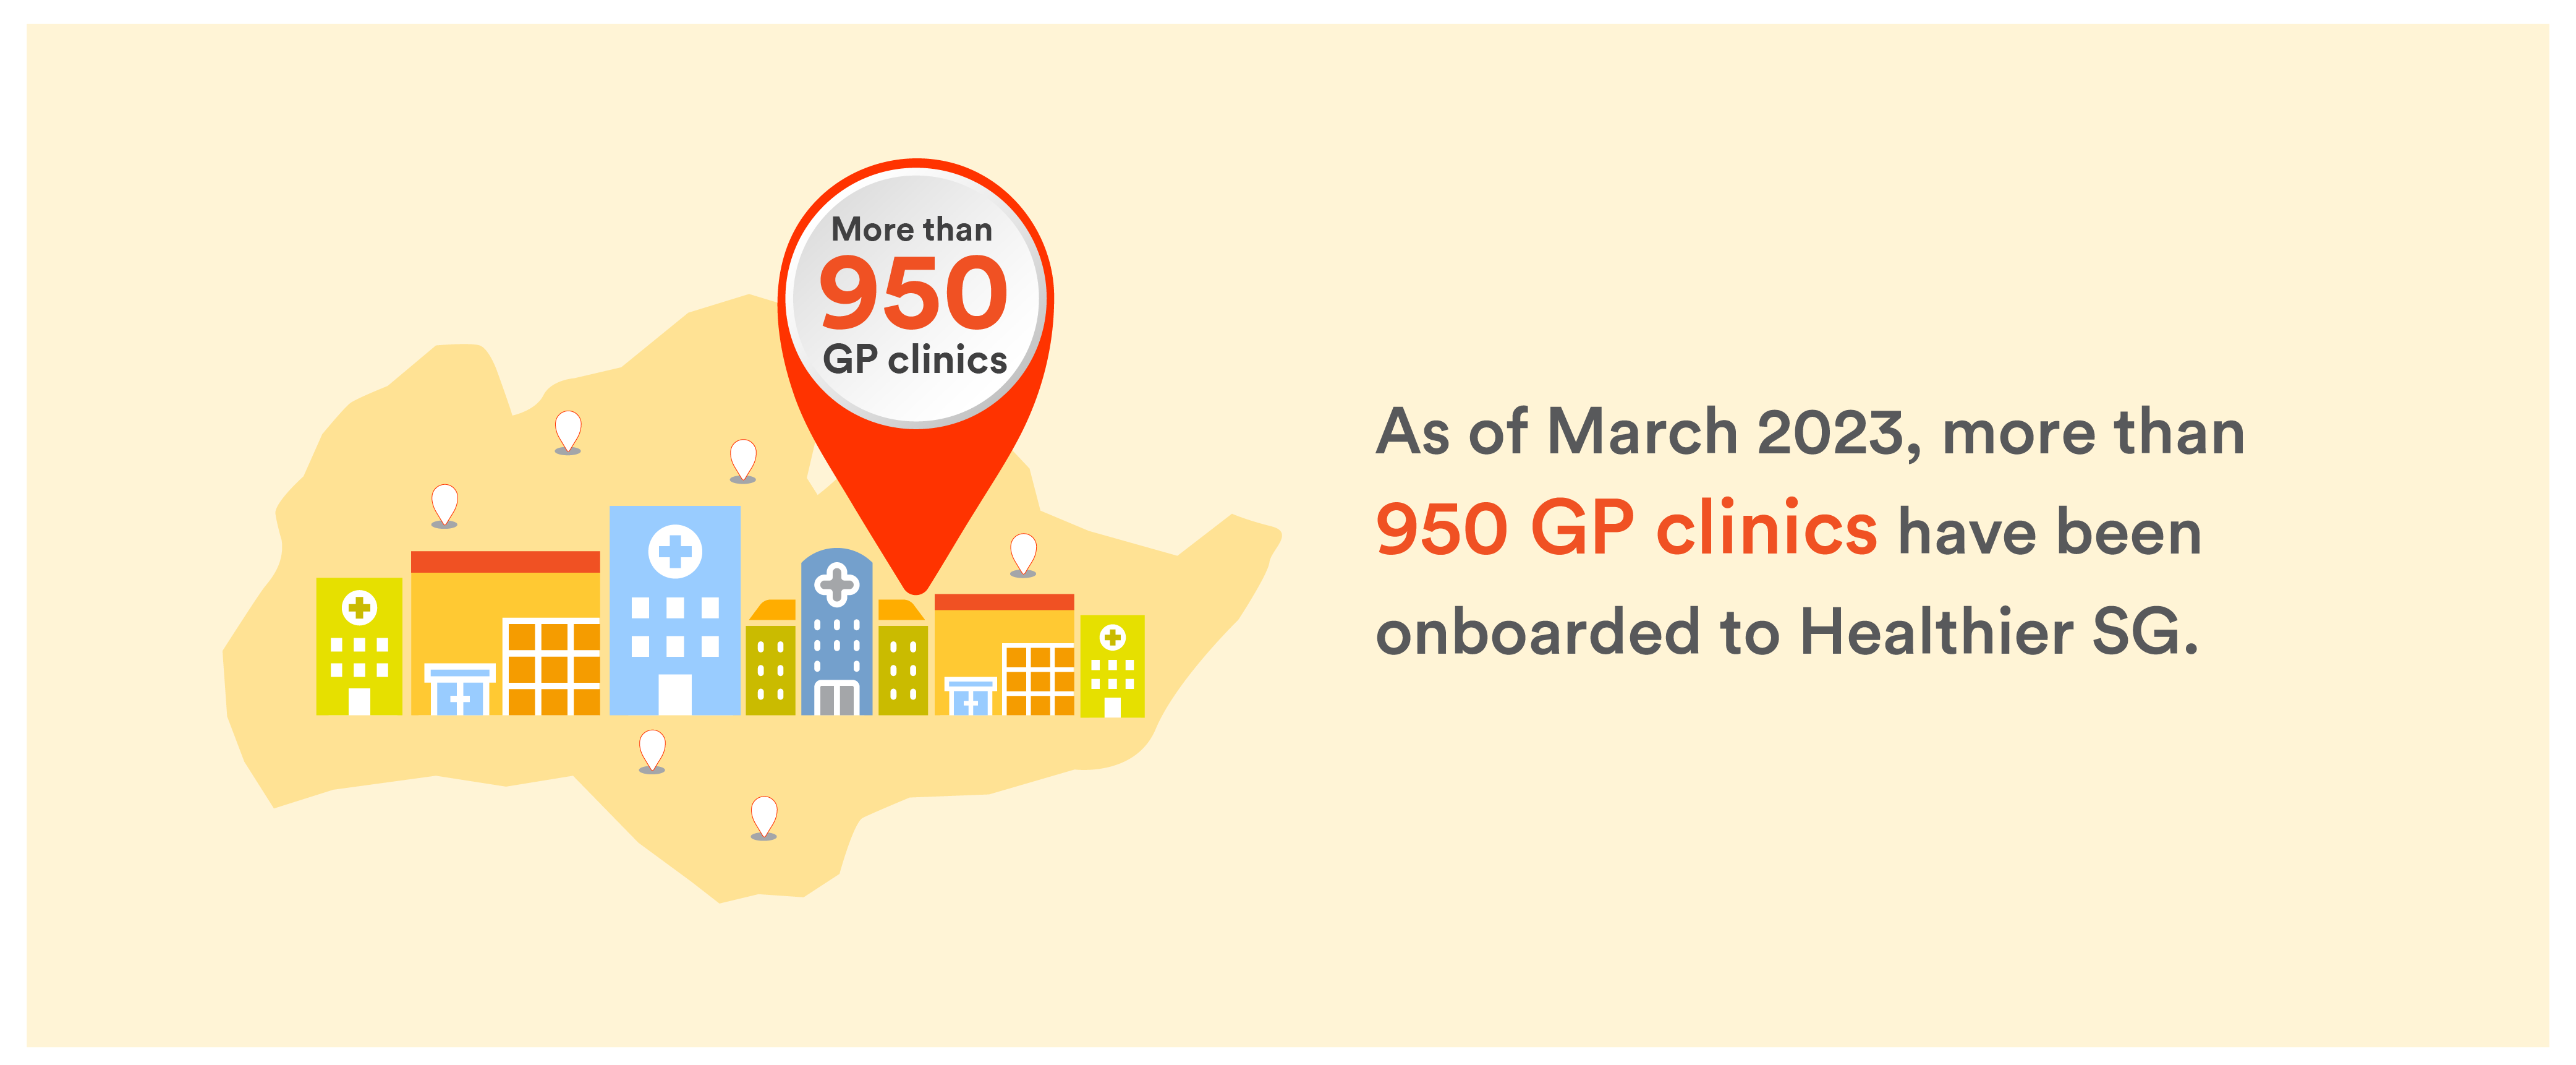 More than
950
GP clinics
As of March 2023, more than
950 GP clinics have been
onboarded to Healthier SG.